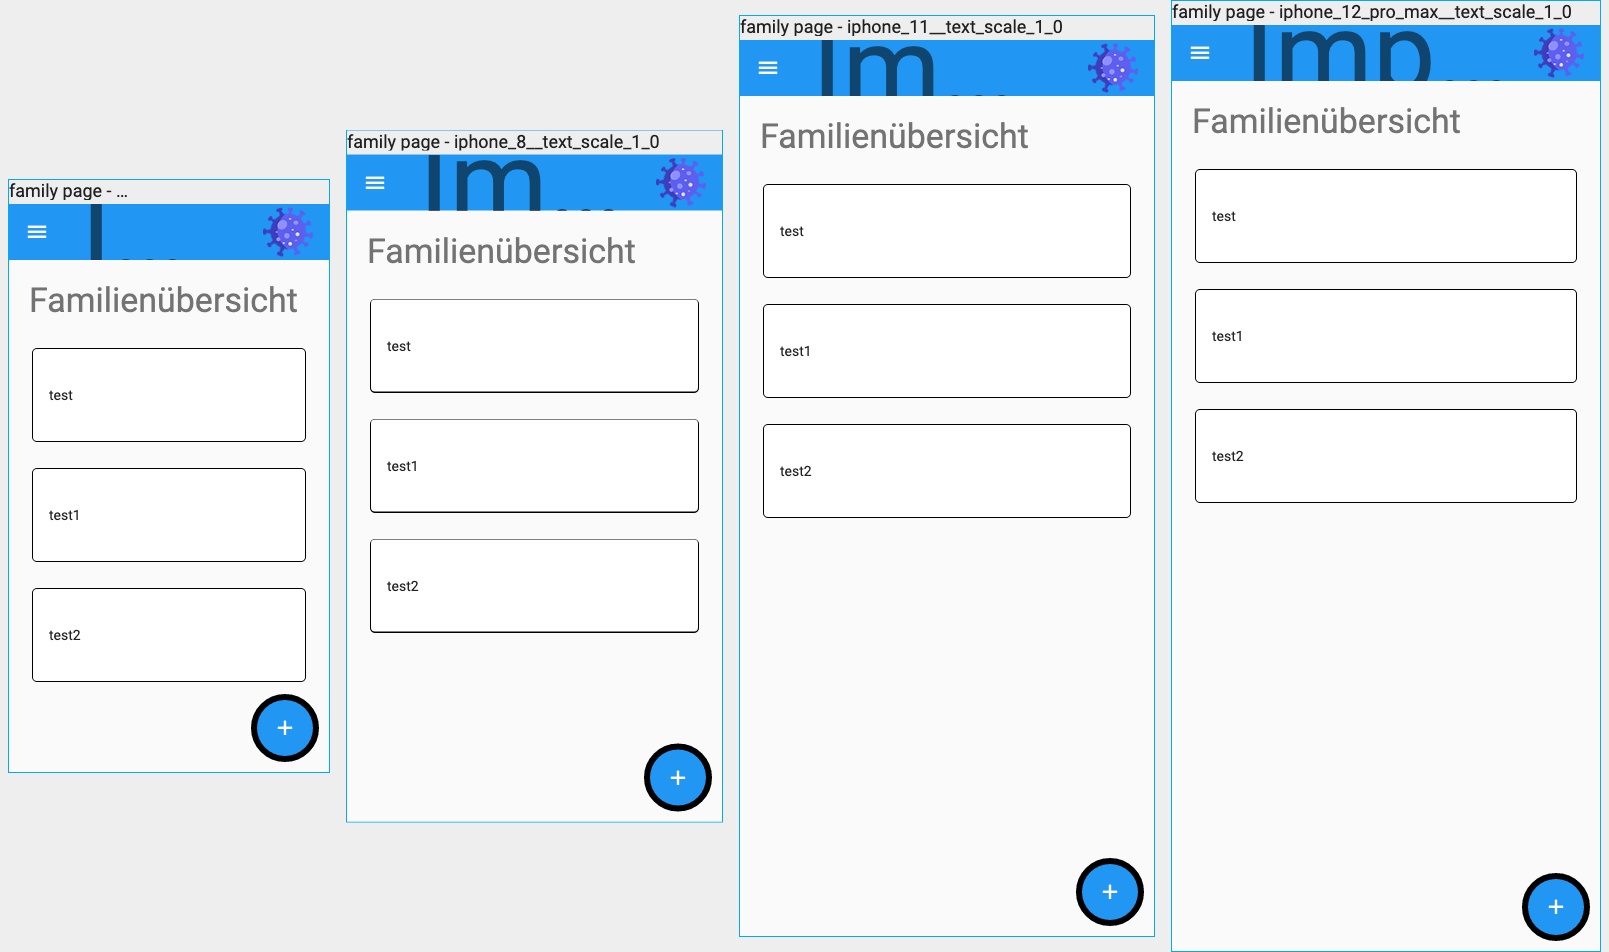 family page - ...
I...
Familienübersicht
test
test1
test2
+
family page - iphone_8__text_scale_1_0
Im...
Familienübersicht
test
test1
test2
+
family page - iphone_11__text_scale_1_0
Im...
Familienübersicht
test
test1
test2
+
family page - iphone_12_pro_max__text_scale_1_0
Imp...
Familienübersicht
test
test1
test2
+